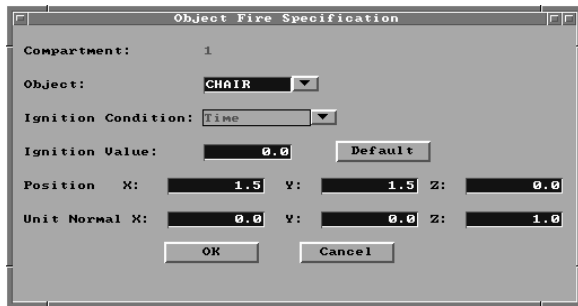 Object Fire Specification
Compartment: 1
Object: CHAIR
Ignition Condition: Time
Ignition Value: 0.0 Default
Position X: 1.5 Y: 1.5 Z: 0.0
Unit Normal X: 0.0 Y: 0.0 Z: 1.0
OK Cancel